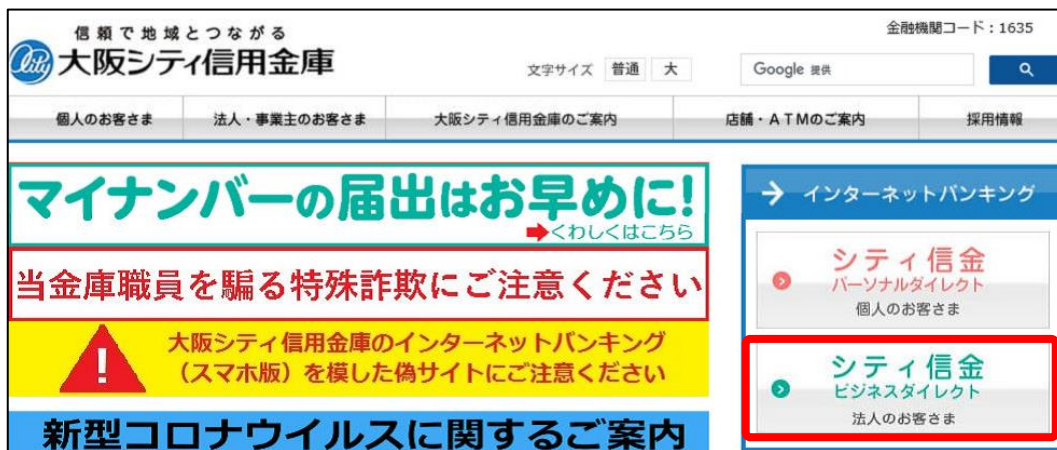 信頼で地域とつながる
金融機関コード：1635
City 大阪シティ信用金庫
文字サイズ 普通 大 Google 提供
個人のお客さま 法人・事業主のお客さま 大阪シティ信用金庫のご案内 店舗・ＡＴＭのご案内 採用情報
マイナンバーの届出はお早めに!
➡くわしくはこちら
当金庫職員を騙る特殊詐欺にご注意ください
大阪シティ信用金庫のインターネットバンキング
（スマホ版）を模した偽サイトにご注意ください
新型コロナウイルスに関するご案内
→ インターネットバンキング
シティ信金
パーソナルダイレクト
個人のお客さま
シティ信金
ビジネスダイレクト
法人のお客さま